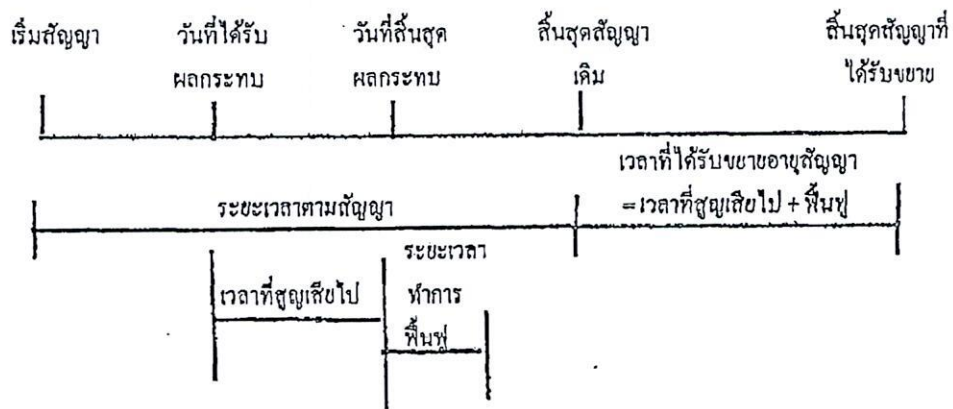 เริ่มสัญญา วันที่ได้รับ วันที่สิ้นสุด สิ้นสุดสัญญา สิ้นสุดสัญญาที่
ผลกระทบ ผลกระทบ เดิม ได้รับขยาย
เวลาที่ได้รับขยายอายุสัญญา
ระยะเวลาตามสัญญา =เวลาที่สูญเสียไป + ฟื้นฟู
ระยะเวลา
เวลาที่สูญเสียไป ทำการ
ฟื้นฟู